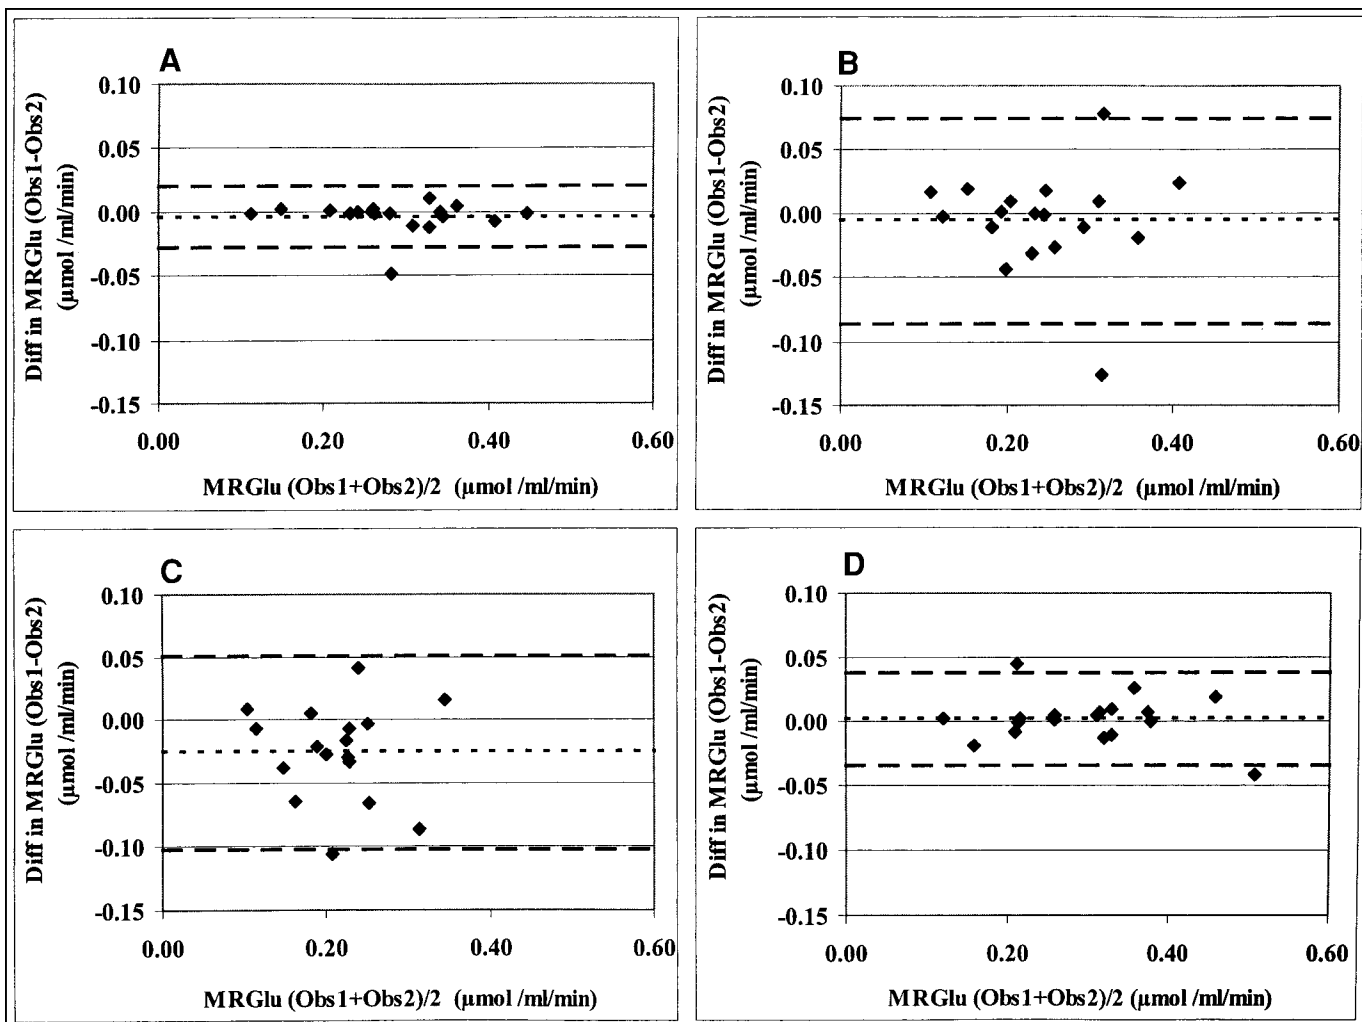 A
Diff in MRGlu (Obs1-Obs2)
(µmol /ml/min)
0.10
0.05
0.00
-0.05
-0.10
-0.15
0.00 0.20 0.40 0.60
MRGlu (Obs1+Obs2)/2 (µmol /ml/min)
B
Diff in MRGlu (Obs1-Obs2)
(µmol /ml/min)
0.10
0.05
0.00
-0.05
-0.10
-0.15
0.00 0.20 0.40 0.60
MRGlu (Obs1+Obs2)/2 (µmol /ml/min)
C
Diff in MRGlu (Obs1-Obs2)
(µmol /ml/min)
0.10
0.05
0.00
-0.05
-0.10
-0.15
0.00 0.20 0.40 0.60
MRGlu (Obs1+Obs2)/2 (µmol /ml/min)
D
Diff in MRGlu (Obs1-Obs2)
(µmol /ml/min)
0.10
0.05
0.00
-0.05
-0.10
-0.15
0.00 0.20 0.40 0.60
MRGlu (Obs1+Obs2)/2 (µmol /ml/min)